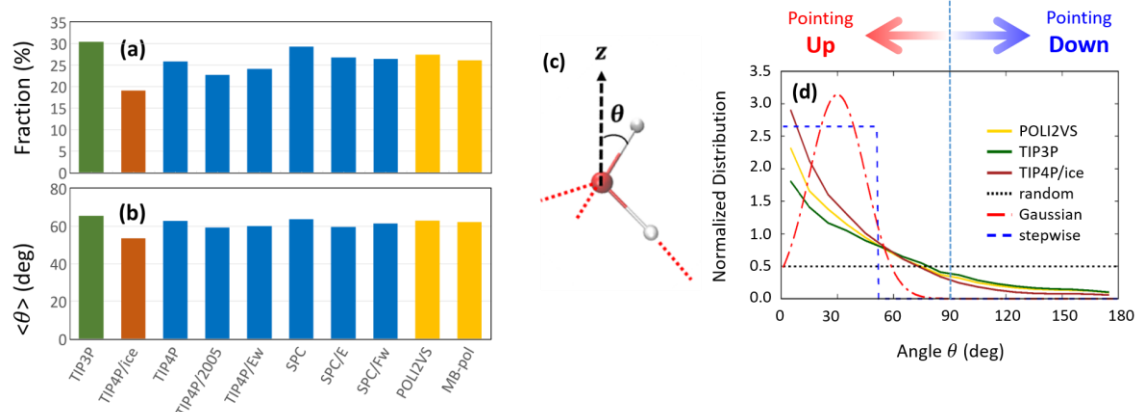 35
30
25
20
15
10
5
Fraction (%)
(a)
80
60
40
20
0
<θ> (deg)
(b)
TIP3P
TIP4P/ice
TIP4P
TIP4P/2005
TIP4P/Ew
SPC
SPC/E
SPC/Fw
POLI2VS
MB-pol
(c)
z
θ
Pointing
Up
Pointing
Down
(d)
3.5
3.0
2.5
2.0
1.5
1.0
0.5
0.0
Normalized Distribution
POLI2VS
TIP3P
TIP4P/ice
random
Gaussian
stepwise
0
30
60
90
120
150
180
Angle θ (deg)